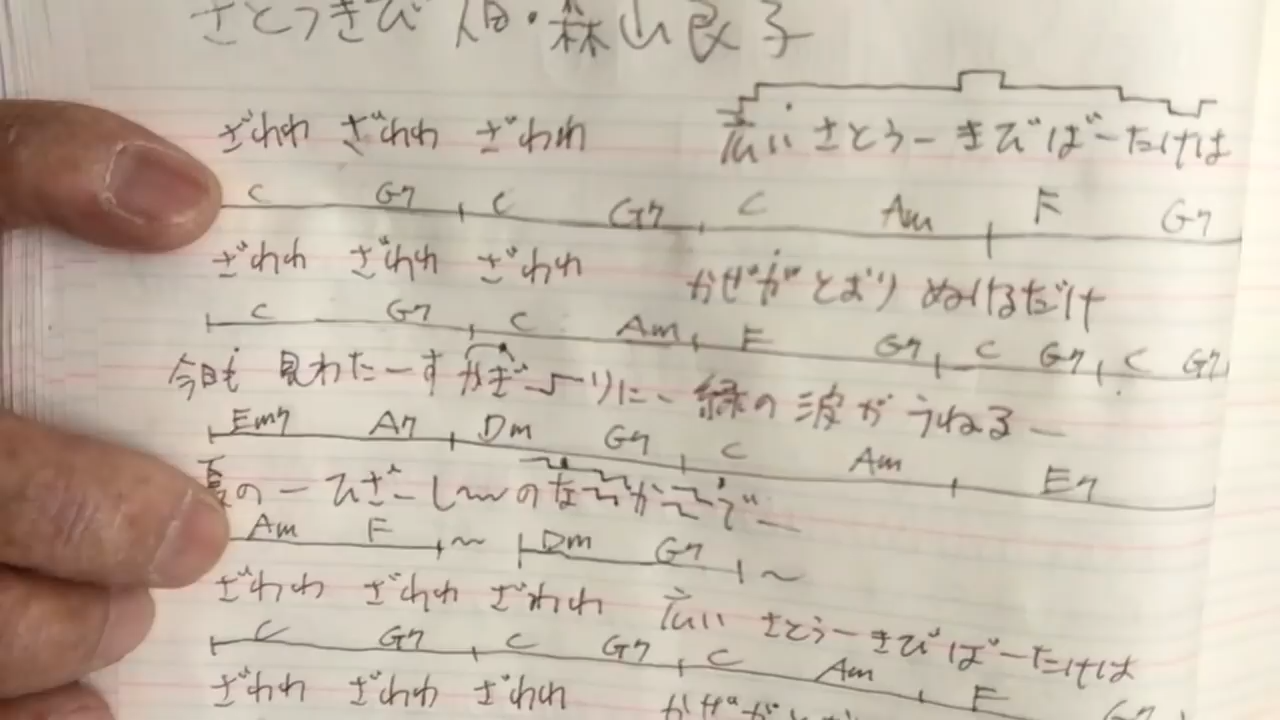 さとうきび畑・森山良子
ざわわ ざわわ ざわわ 広い さとうーきびばーたけは
C G7 C G7 C Am F G7
ざわわ ざわわ ざわわ かぜがとおり ぬけるだけ
C G7 C Am F G7 C G7 C G7
今日も 見わたーす かぎーりに、緑の 波が うねるー
Em7 A7 Dm G7 C Am E7
夏のーひざーし〜のなかでー
Am F 〜 Dm G7 〜
ざわわ ざわわ ざわわ 広い さとうーきびばーたけは
C G7 C G7 C Am F G7
ざわわ ざわわ ざわわ かぜが